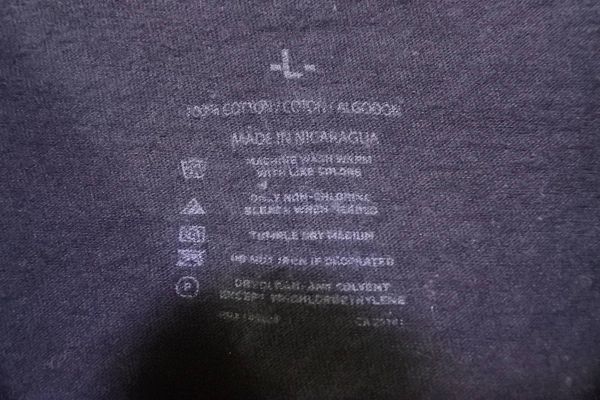 -L-
100% COTTON / COTON / ALGODON
MADE IN NICARAGUA
MACHINE WASH WARM
WITH LIKE COLORS
ONLY NON-CHLORINE
BLEACH WHEN NEEDED
TUMBLE DRY MEDIUM
DO NOT IRON IF DECORATED
P
DRYCLEAN-ANY SOLVENT
EXCEPT TRICHLOROETHYLENE